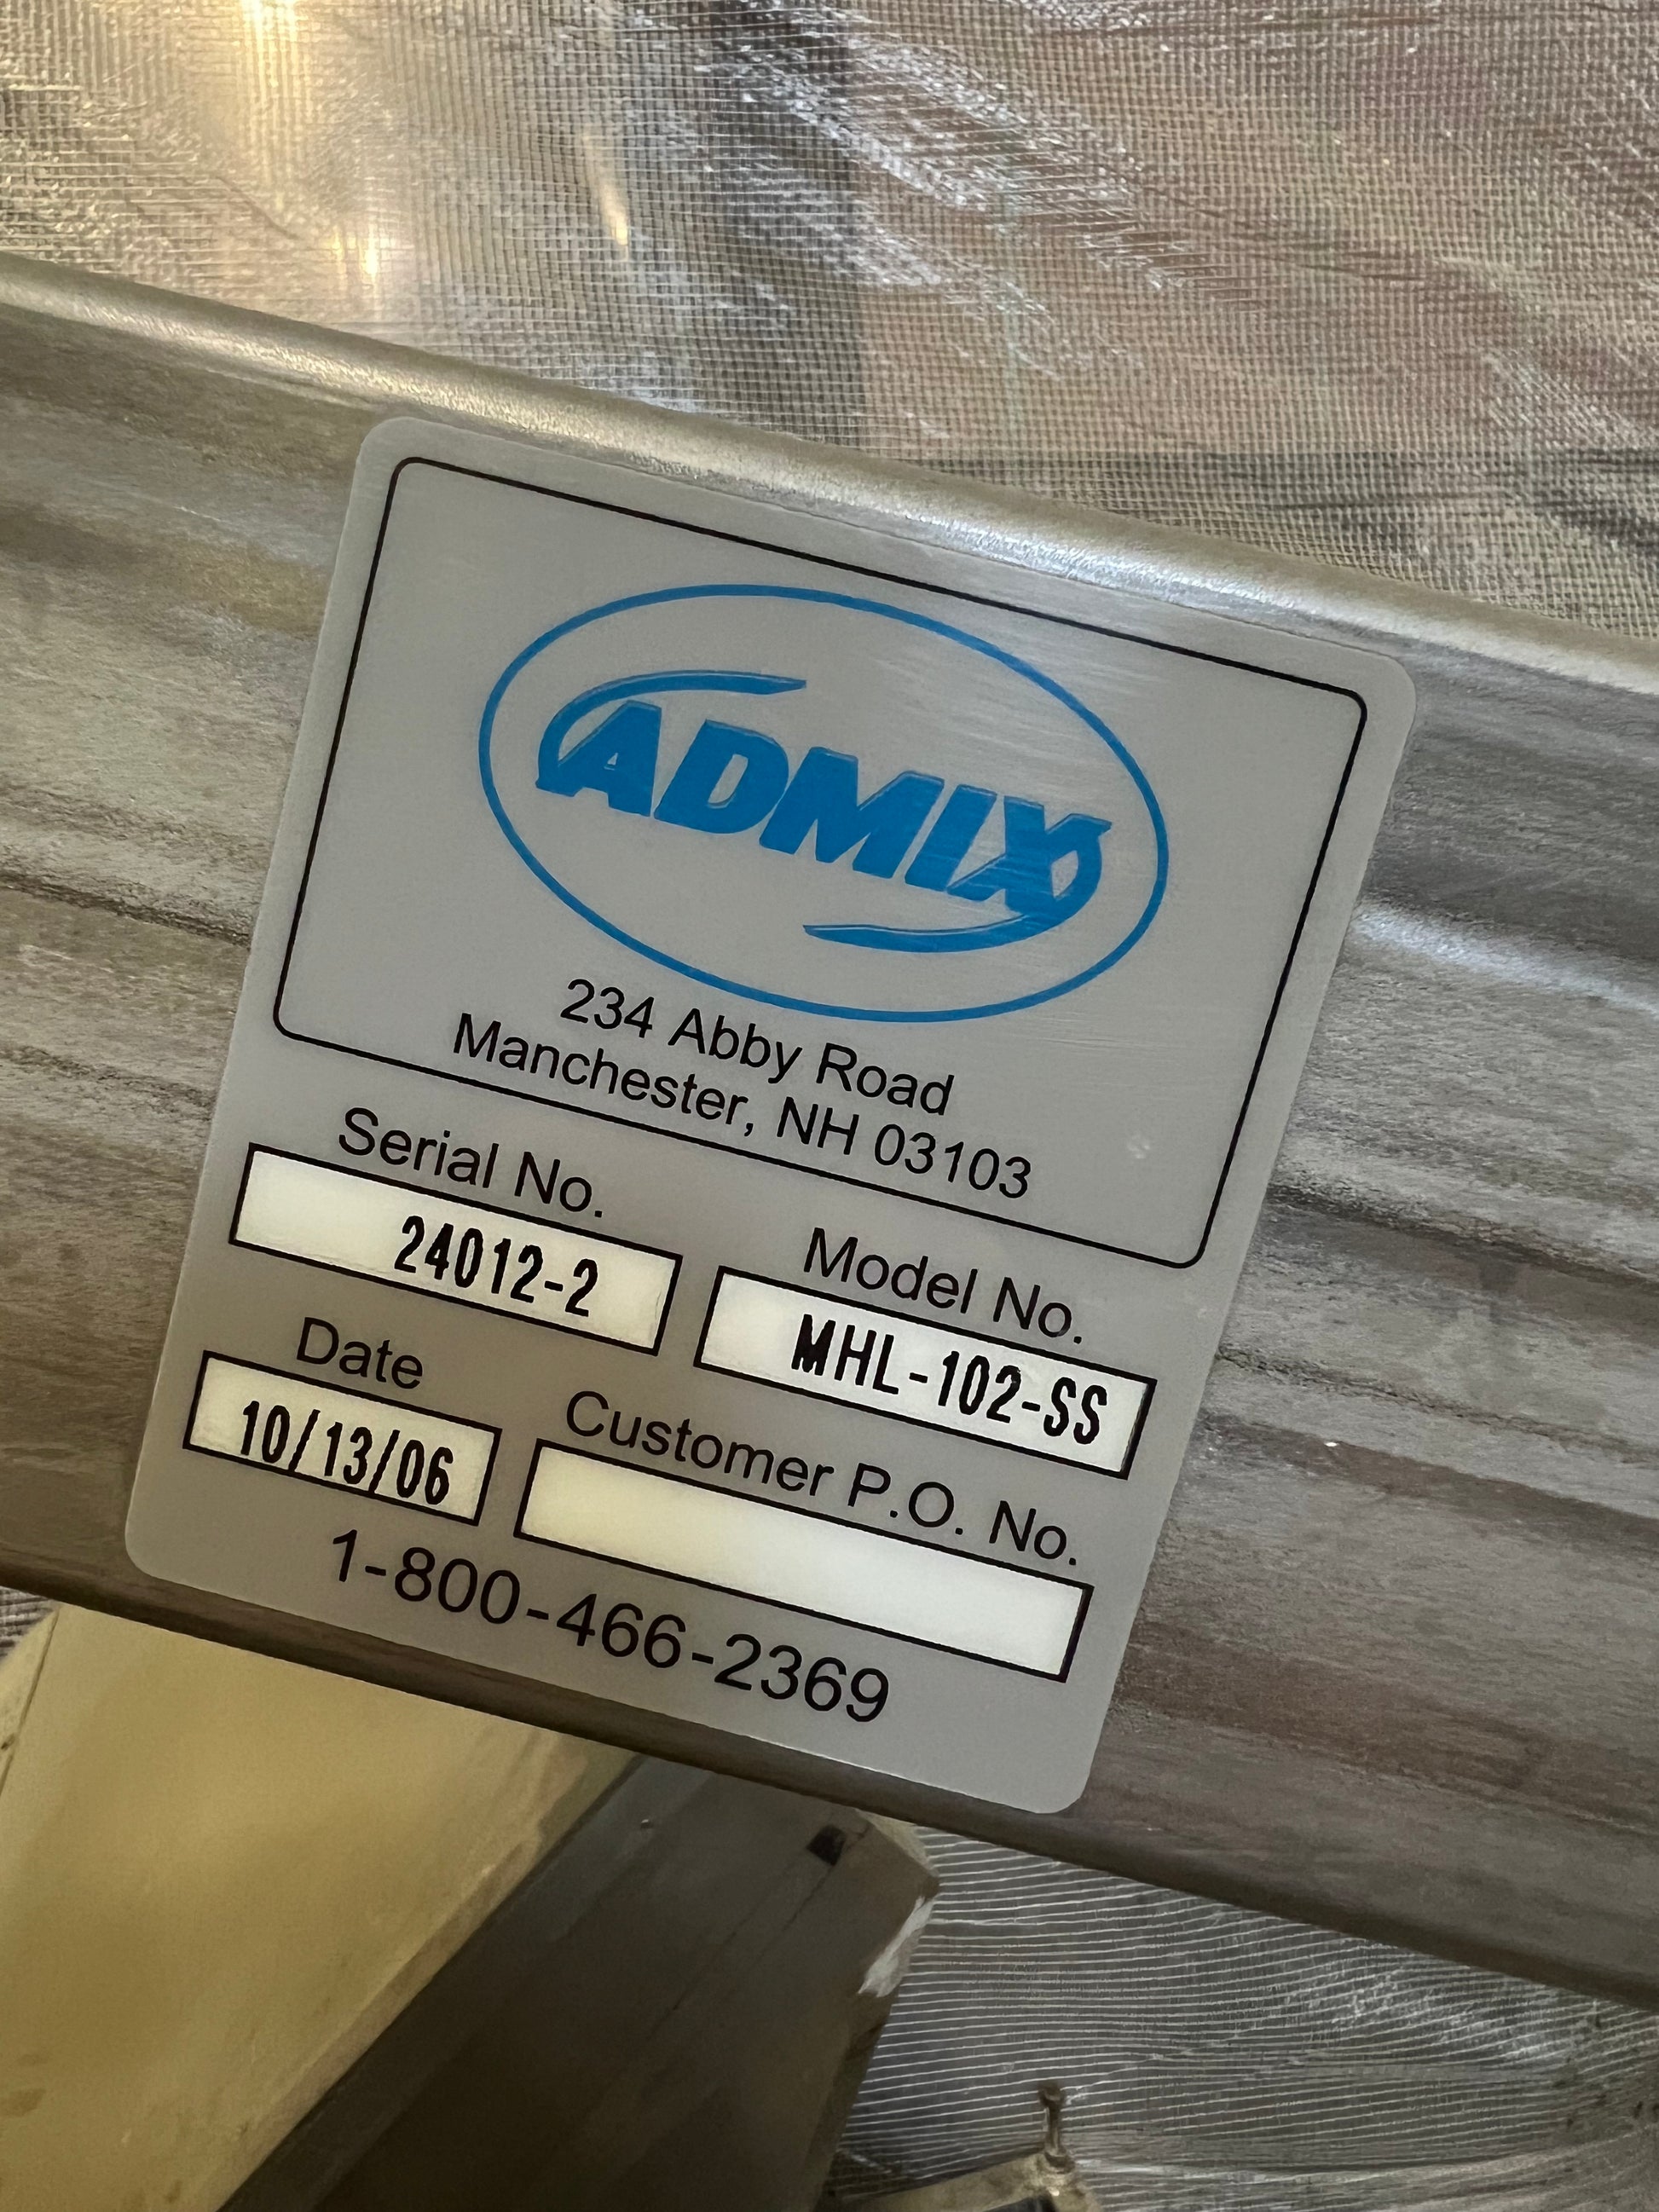 ADMIX
234 Abby Road
Manchester, NH 03103
Serial No.
24012-2
Model No.
MHL-102-SS
Date
10/13/06
Customer P.O. No.
1-800-466-2369